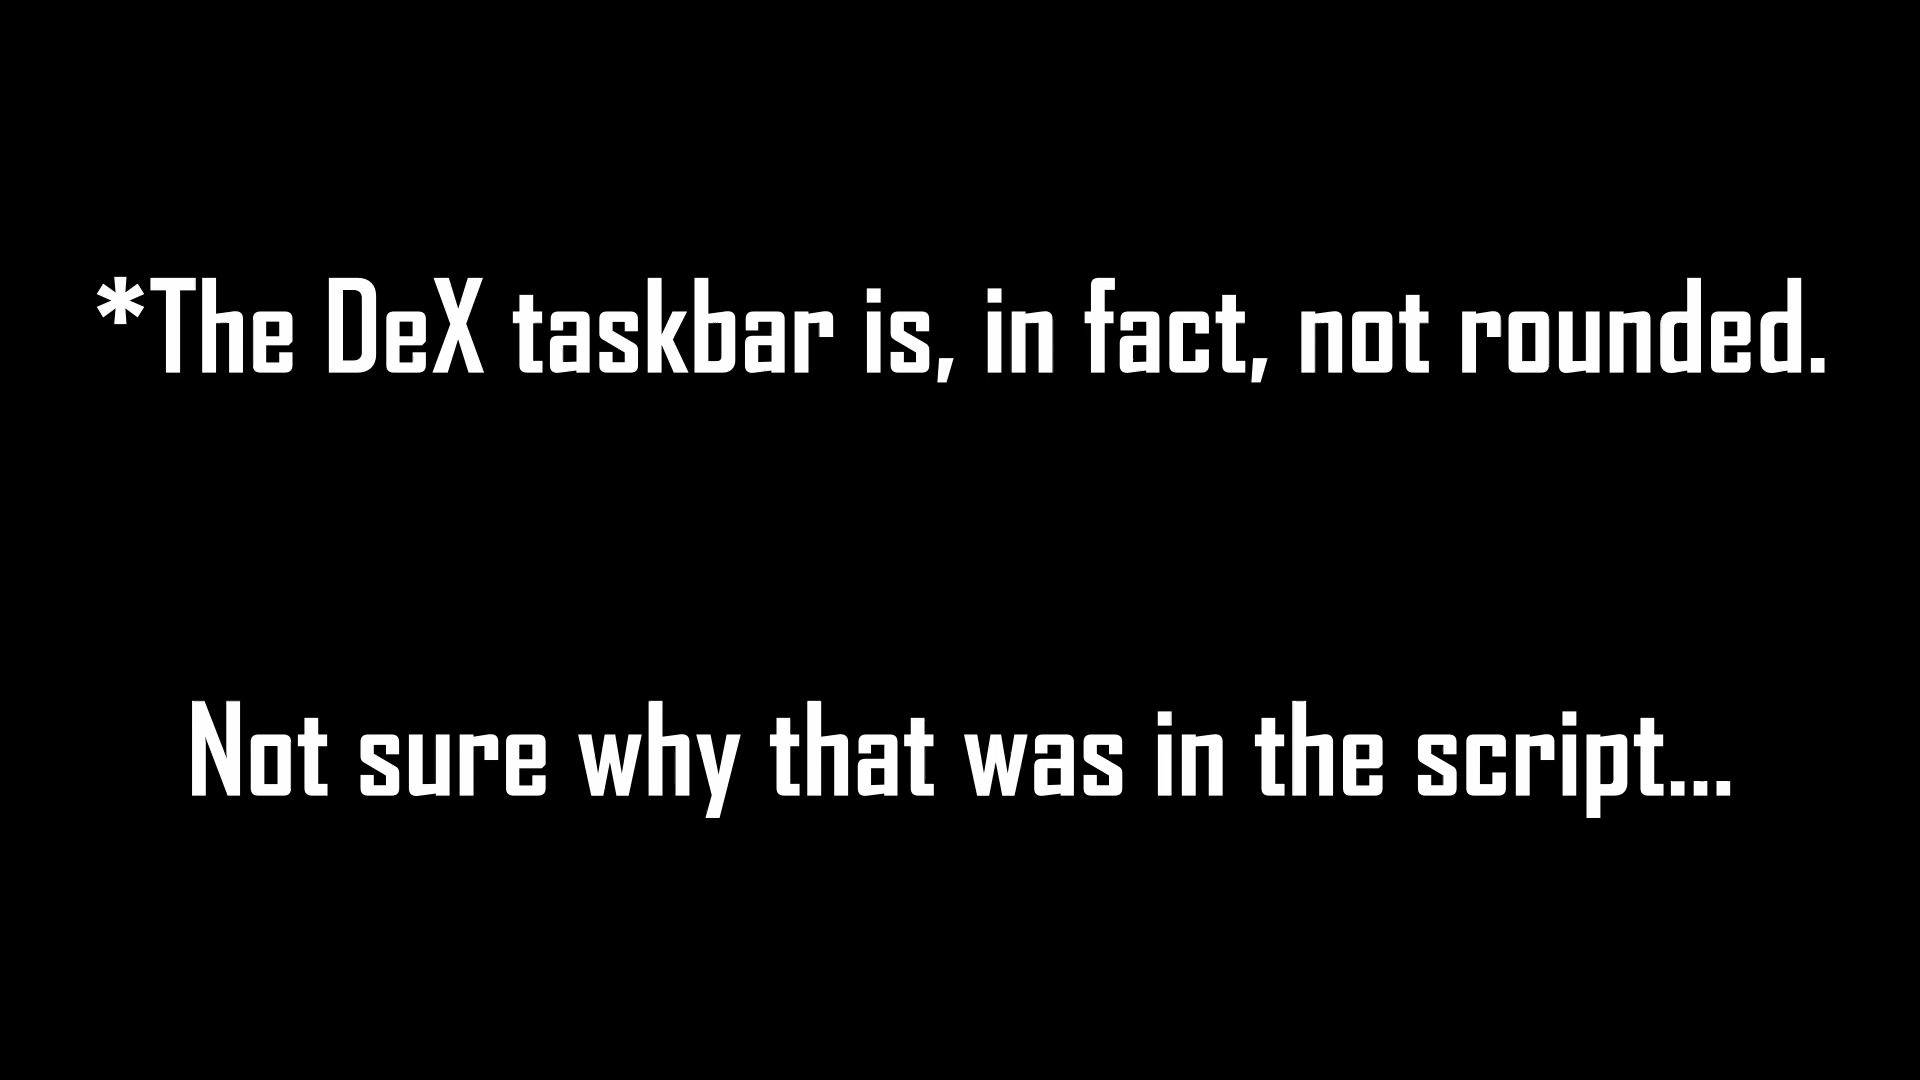 *The DeX taskbar is, in fact, not rounded.
Not sure why that was in the script...